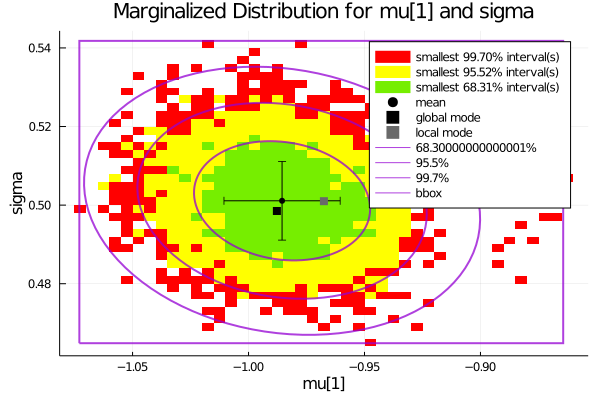 Marginalized Distribution for mu[1] and sigma
0.54
0.52
0.50
0.48
sigma
smallest 99.70% interval(s)
smallest 95.52% interval(s)
smallest 68.31% interval(s)
mean
global mode
local mode
68.30000000000001%
95.5%
99.7%
bbox
−1.05
−1.00
−0.95
−0.90
mu[1]